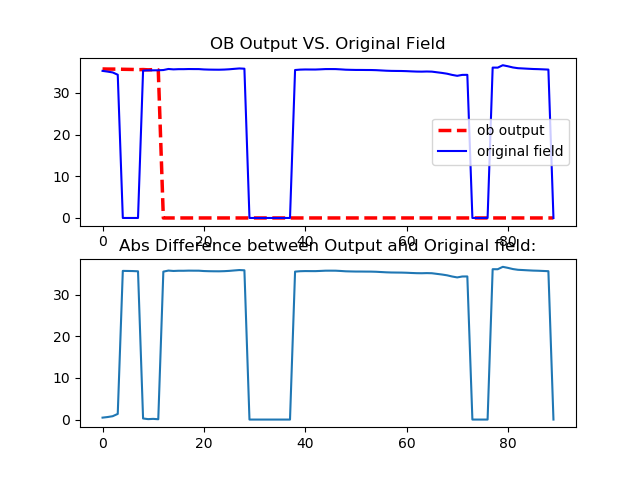 OB Output VS. Original Field
30
20
10
0
ob output
original field
0 20 40 60 80
Abs Difference between Output and Original field:
30
20
10
0
0 20 40 60 80